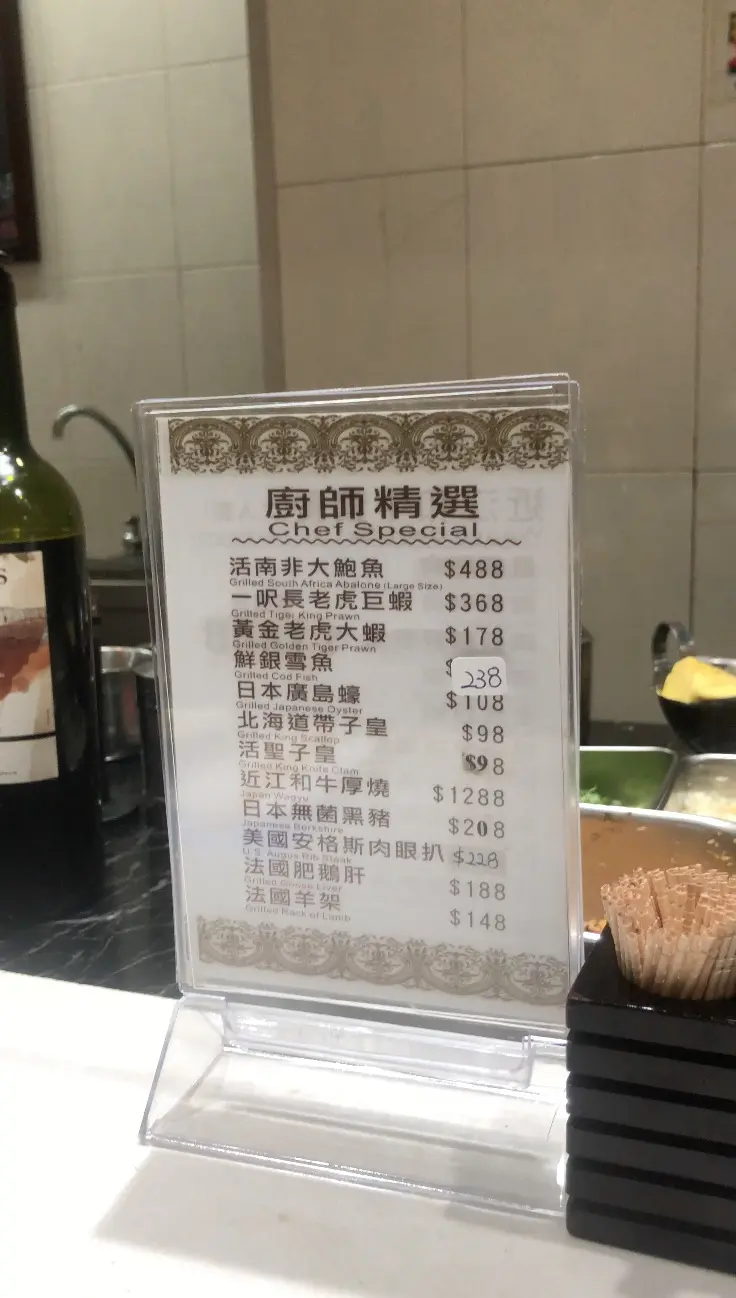 廚師精選
Chef Special
活南非大鮑魚 $488
Grilled South Africa Abalone (Large Size)
一呎長老虎巨蝦 $368
Grilled Tiger King Prawn
黃金老虎大蝦 $178
Grilled Golden Tiger Prawn
鮮銀雪魚 $238
Grilled Cod Fish
日本廣島蠔 $108
Grilled Japanese Oyster
北海道帶子皇 $98
Grilled King Scallop
活聖子皇 $98
Grilled King Knife Clam
近江和牛厚燒 $1288
Japan Wagyu
日本無菌黑豬 $208
Japanese Berkshire
美國安格斯肉眼扒 $228
U.S. Augus Rib Steak
法國肥鵝肝 $188
Grilled Goose Liver
法國羊架 $148
Grilled Rack of Lamb